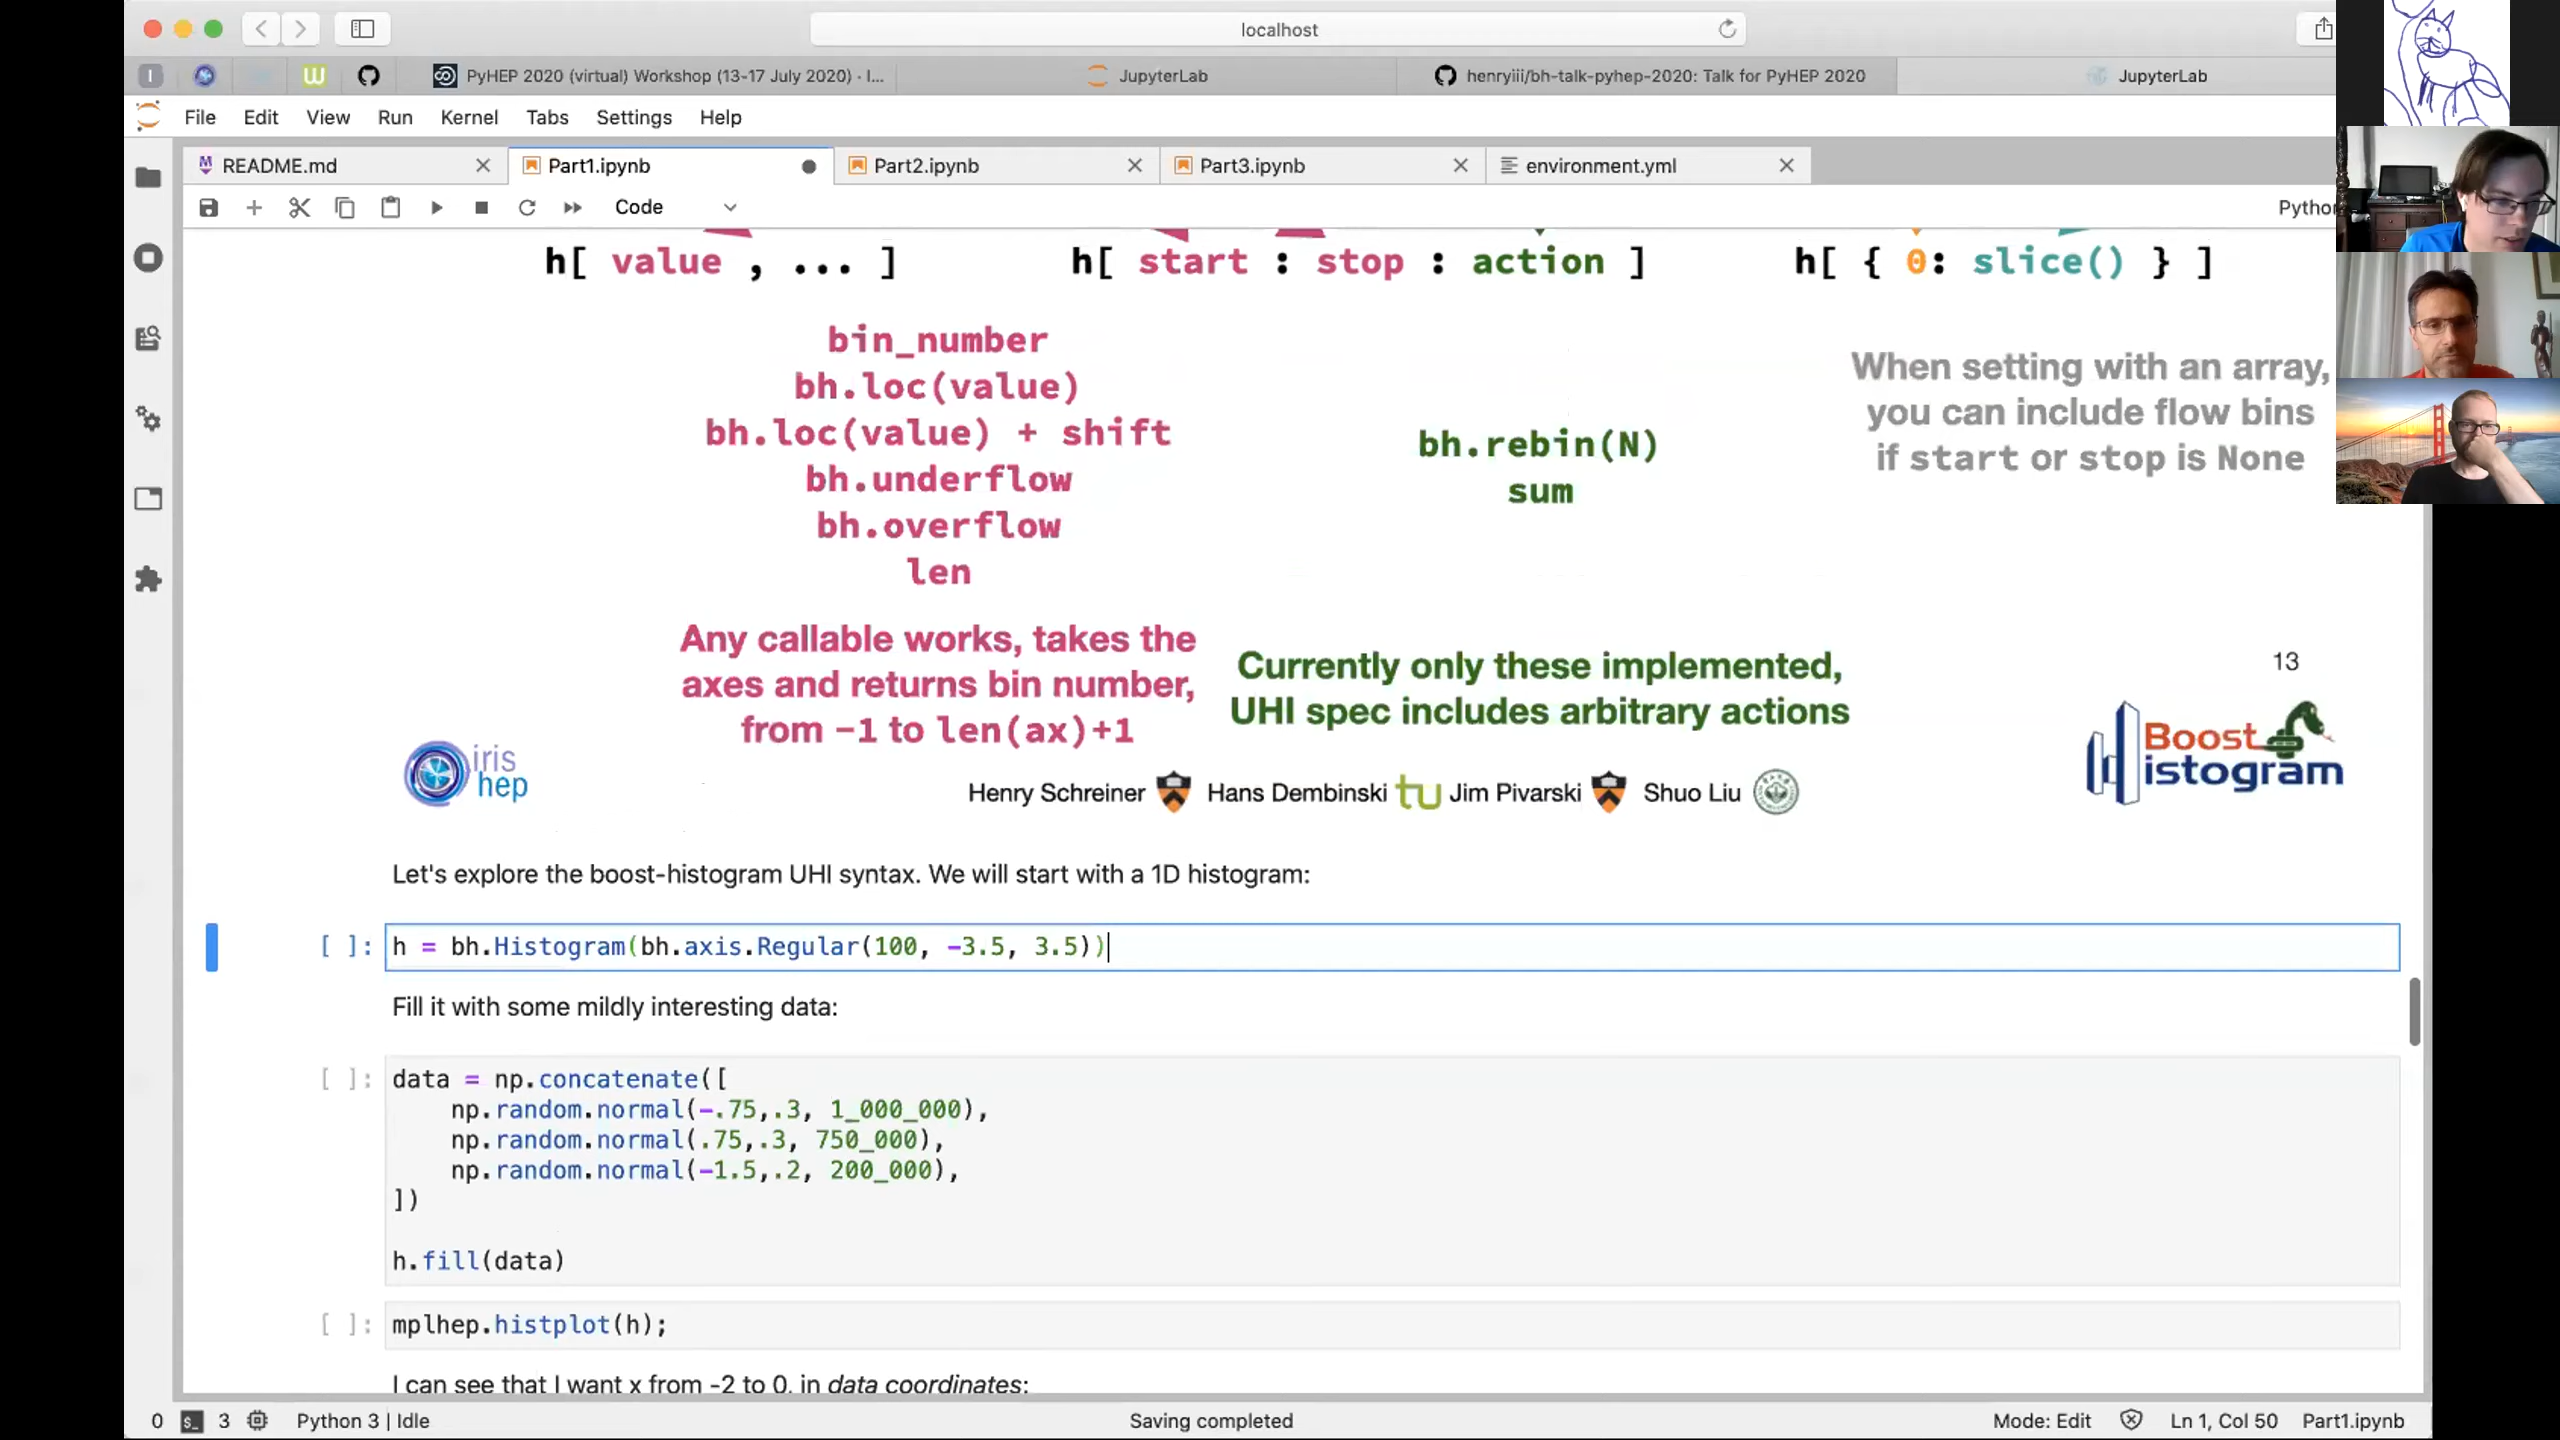 localhost
PyHEP 2020 (virtual) Workshop (13-17 July 2020) · I...
JupyterLab
henryiii/bh-talk-pyhep-2020: Talk for PyHEP 2020
JupyterLab
File Edit View Run Kernel Tabs Settings Help
README.md
Part1.ipynb
Part2.ipynb
Part3.ipynb
environment.yml
Code
Python
h[ value , ... ]
h[ start : stop : action ]
h[ { 0: slice() } ]
bin_number
bh.loc(value)
bh.loc(value) + shift
bh.underflow
bh.overflow
len
Any callable works, takes the
axes and returns bin number,
from −1 to len(ax)+1
bh.rebin(N)
sum
Currently only these implemented,
UHI spec includes arbitrary actions
When setting with an array,
you can include flow bins
if start or stop is None
13
iris
hep
Henry Schreiner Hans Dembinski tu Jim Pivarski Shuo Liu
Boost
Histogram
Let's explore the boost-histogram UHI syntax. We will start with a 1D histogram:
[ ]: h = bh.Histogram(bh.axis.Regular(100, -3.5, 3.5))
Fill it with some mildly interesting data:
[ ]: data = np.concatenate([
np.random.normal(-.75,.3, 1_000_000),
np.random.normal(.75,.3, 750_000),
np.random.normal(-1.5,.2, 200_000),
])
h.fill(data)
[ ]: mplhep.histplot(h);
I can see that I want x from -2 to 0, in data coordinates:
0 3 Python 3 | Idle
Saving completed
Mode: Edit Ln 1, Col 50 Part1.ipynb